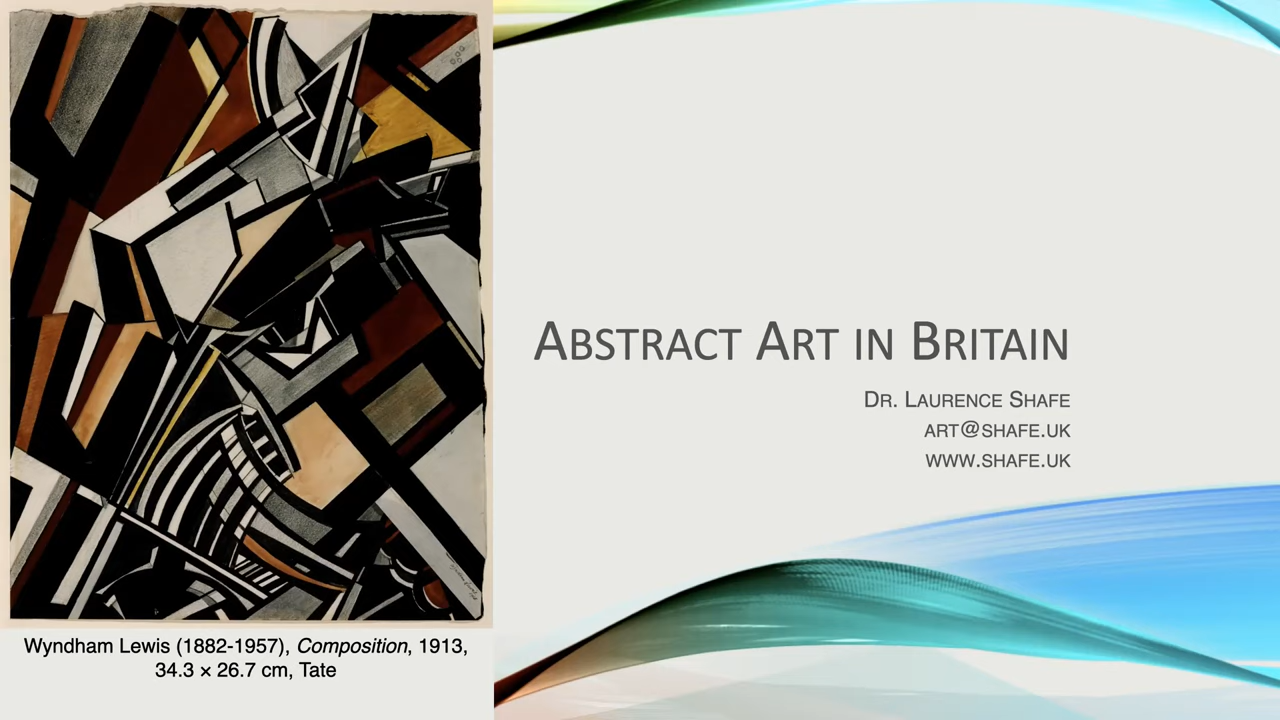 Abstract Art in Britain
Dr. Laurence Shafe
art@shafe.uk
www.shafe.uk
Wyndham Lewis (1882-1957), Composition, 1913,
34.3 × 26.7 cm, Tate